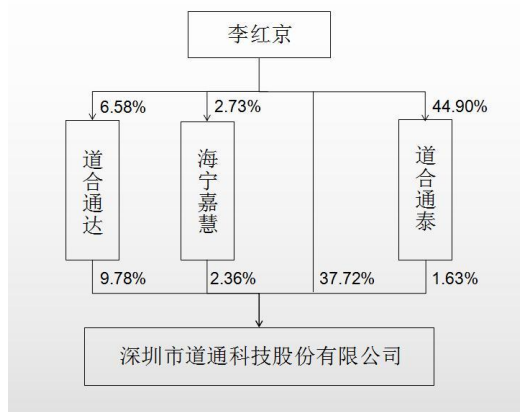 李红京
6.58%
2.73%
44.90%
道合通达
海宁嘉慧
道合通泰
9.78%
2.36%
37.72%
1.63%
深圳市道通科技股份有限公司